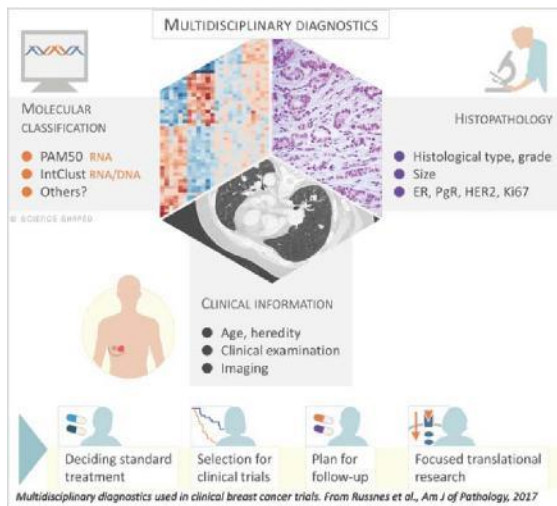 MULTIDISCIPLINARY DIAGNOSTICS
MOLECULAR
CLASSIFICATION
PAM50 RNA
IntClust RNA/DNA
Others?
© SCIENCE SHAPED
HISTOPATHOLOGY
Histological type, grade
Size
ER, PgR, HER2, Ki67
CLINICAL INFORMATION
Age, heredity
Clinical examination
Imaging
Deciding standard
treatment
Selection for
clinical trials
Plan for
follow-up
Focused translational
research
Multidisciplinary diagnostics used in clinical breast cancer trials. From Russnes et al., Am J of Pathology, 2017